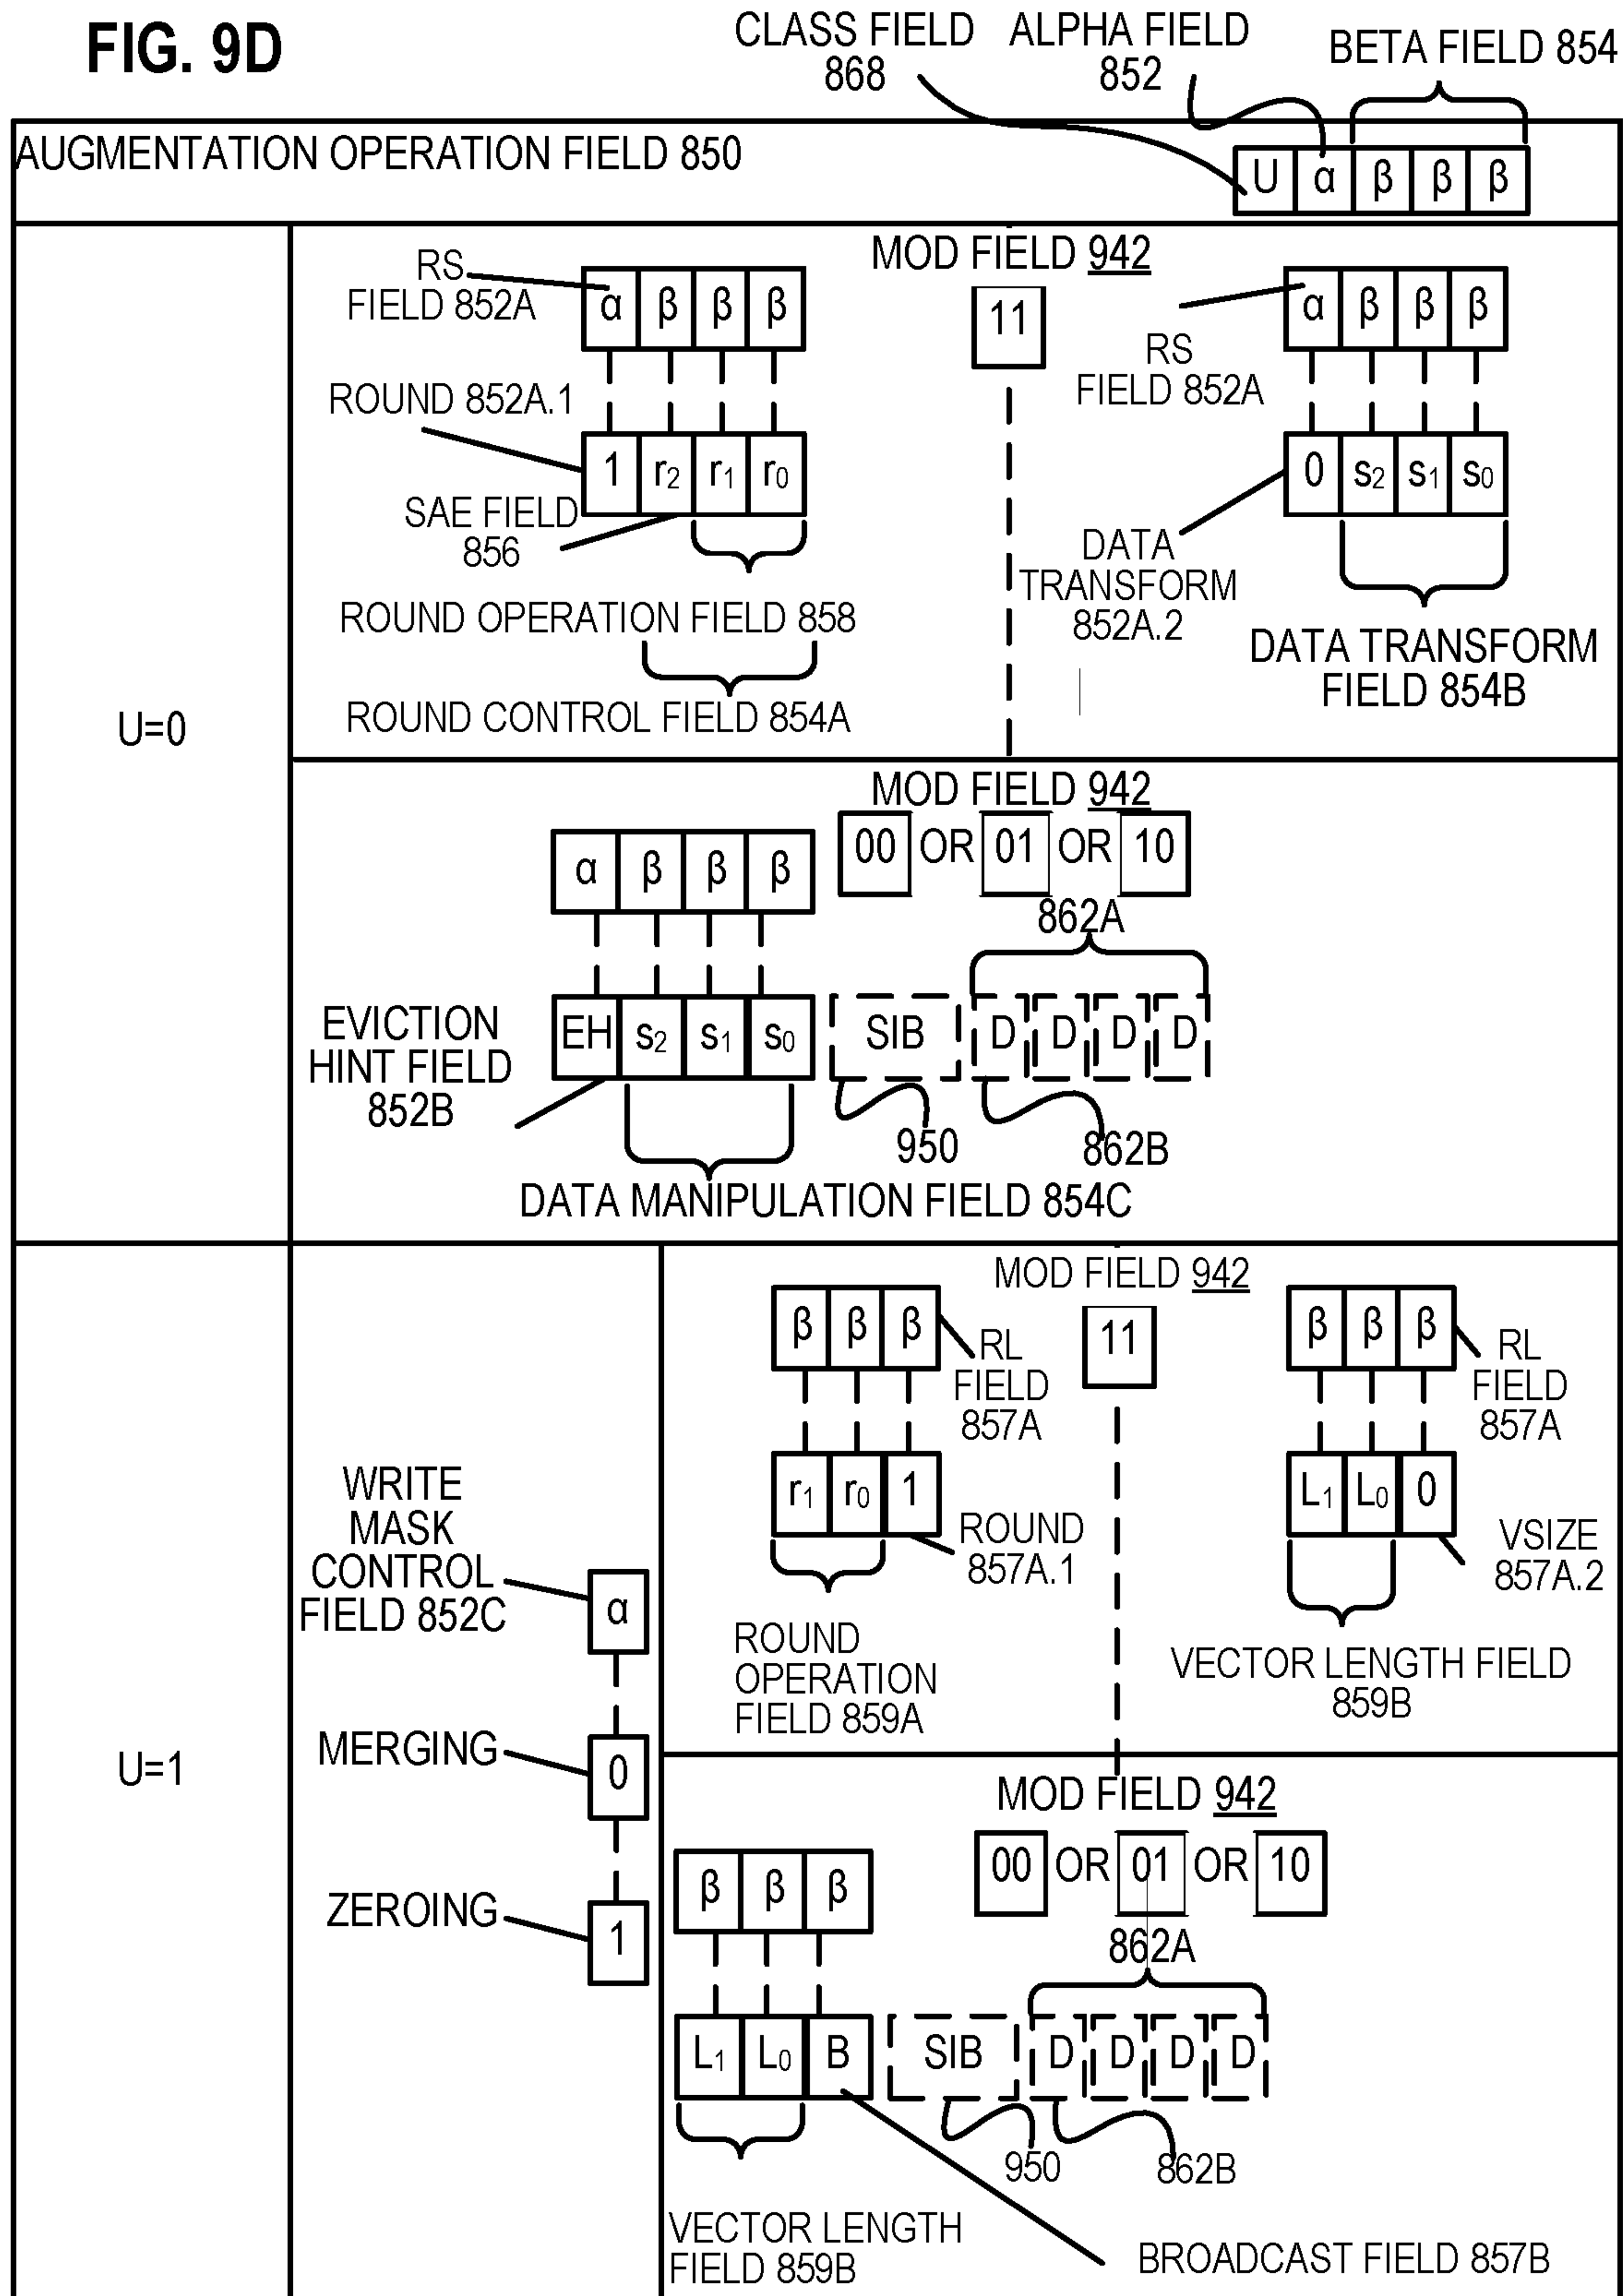 FIG. 9D
CLASS FIELD
868
ALPHA FIELD
852
BETA FIELD 854
AUGMENTATION OPERATION FIELD 850
U α β β β
U=0
MOD FIELD 942
11
RS
FIELD 852A
α β β β
ROUND 852A.1
1 r2 r1 r0
SAE FIELD
856
ROUND OPERATION FIELD 858
ROUND CONTROL FIELD 854A
α β β β
RS
FIELD 852A
0 s2 s1 s0
DATA
TRANSFORM
852A.2
DATA TRANSFORM
FIELD 854B
MOD FIELD 942
00 OR 01 OR 10
α β β β
862A
EVICTION
HINT FIELD
852B
EH s2 s1 s0 SIB D D D D
950
862B
DATA MANIPULATION FIELD 854C
U=1
WRITE
MASK
CONTROL
FIELD 852C
α
MERGING
0
ZEROING
1
MOD FIELD 942
11
β β β
RL
FIELD
857A
r1 r0 1
ROUND
857A.1
ROUND
OPERATION
FIELD 859A
β β β
RL
FIELD
857A
L1 L0 0
VSIZE
857A.2
VECTOR LENGTH FIELD
859B
MOD FIELD 942
00 OR 01 OR 10
β β β
862A
L1 L0 B SIB D D D D
950
862B
VECTOR LENGTH
FIELD 859B
BROADCAST FIELD 857B